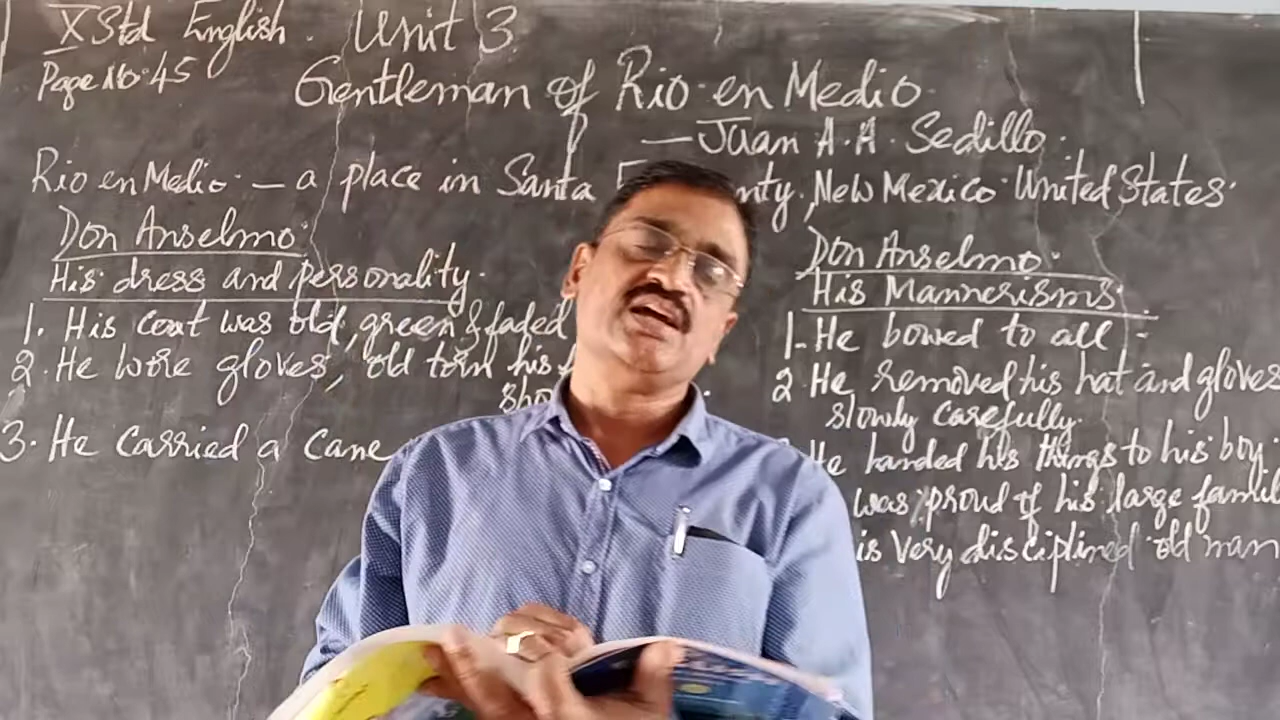 X Std English. Unit 3
Page No. 45
Gentleman of Rio en Medio
— Juan A. A. Sedillo.
Rio en Medio — a place in Santa nty, New Mexico United States.
Don Anselmo.
His dress and personality.
1. His coat was old, green & faded
2. He wore gloves, old torn his
sho
3. He carried a cane
Don Anselmo.
His Mannerisms.
1. He bowed to all -
2. He removed his hat and gloves
slowly carefully.
He handed his things to his boy.
was proud of his large famil
is very disciplined old man